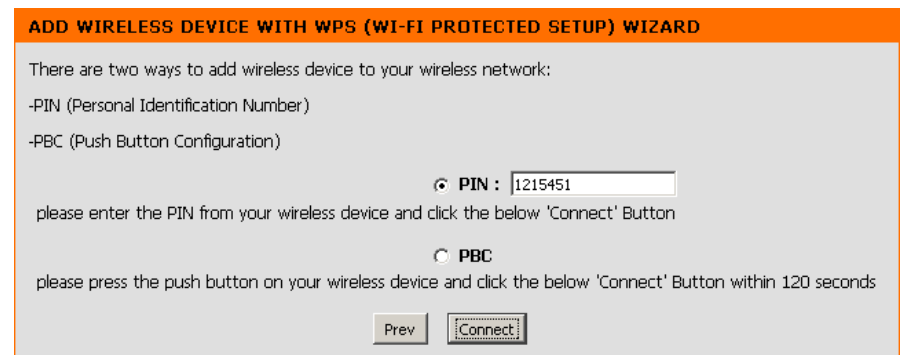 ADD WIRELESS DEVICE WITH WPS (WI-FI PROTECTED SETUP) WIZARD
There are two ways to add wireless device to your wireless network:
-PIN (Personal Identification Number)
-PBC (Push Button Configuration)
PIN : 1215451
please enter the PIN from your wireless device and click the below 'Connect' Button
PBC
please press the push button on your wireless device and click the below 'Connect' Button within 120 seconds
Prev Connect